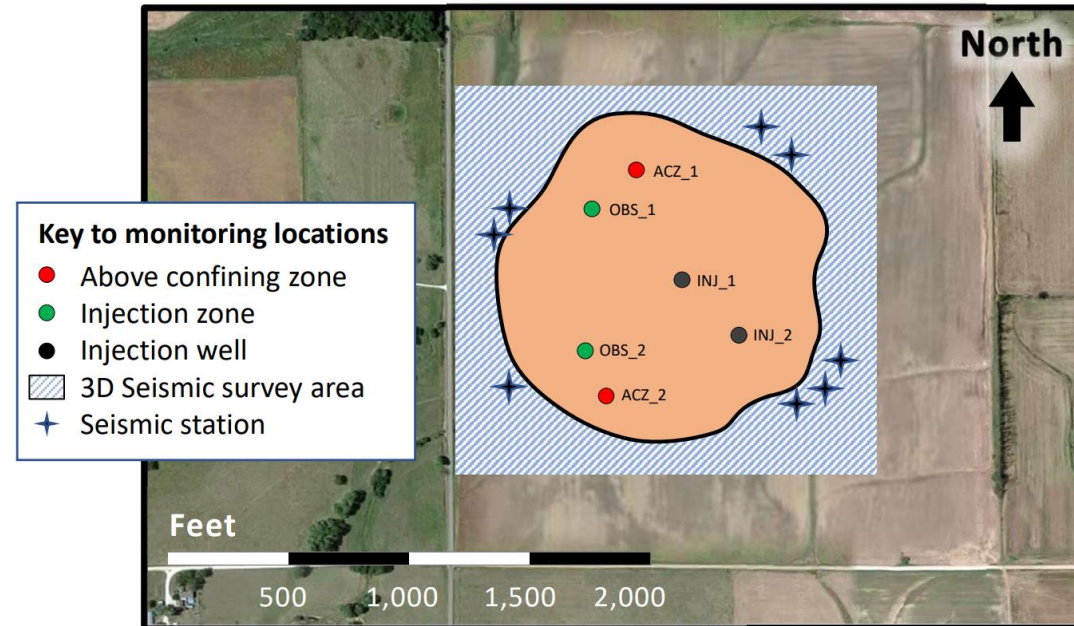 North
ACZ_1
OBS_1
INJ_1
INJ_2
OBS_2
ACZ_2
Key to monitoring locations
Above confining zone
Injection zone
Injection well
3D Seismic survey area
Seismic station
Feet
500 1,000 1,500 2,000